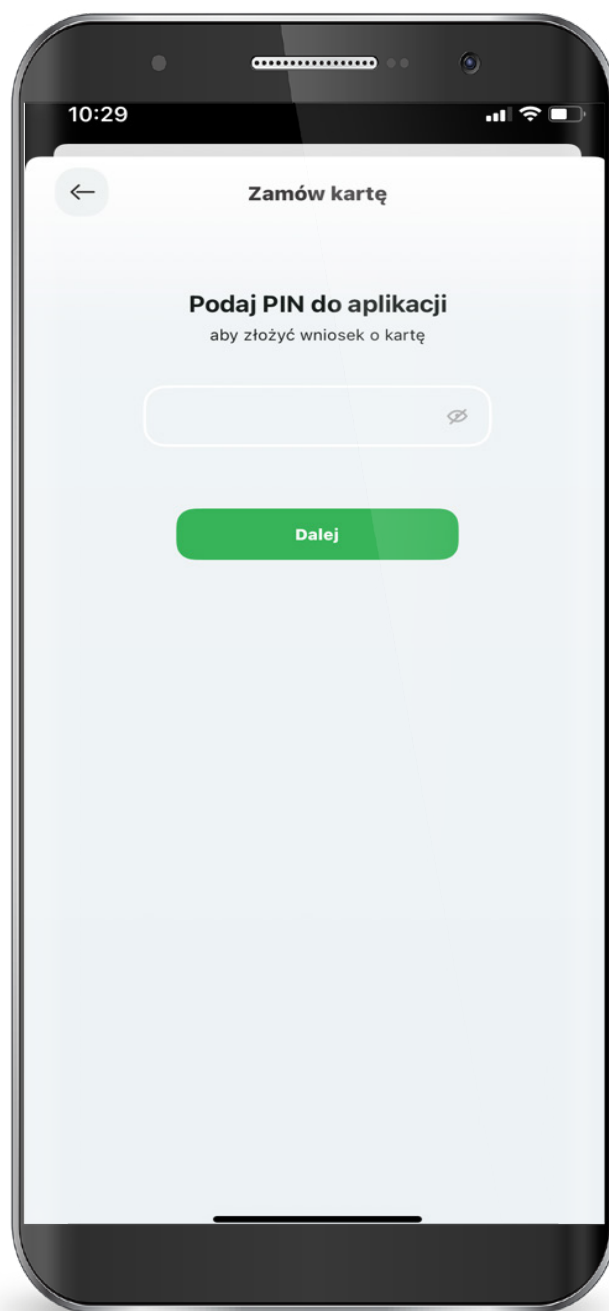 10:29
Zamów kartę
Podaj PIN do aplikacji
aby złożyć wniosek o kartę
Dalej